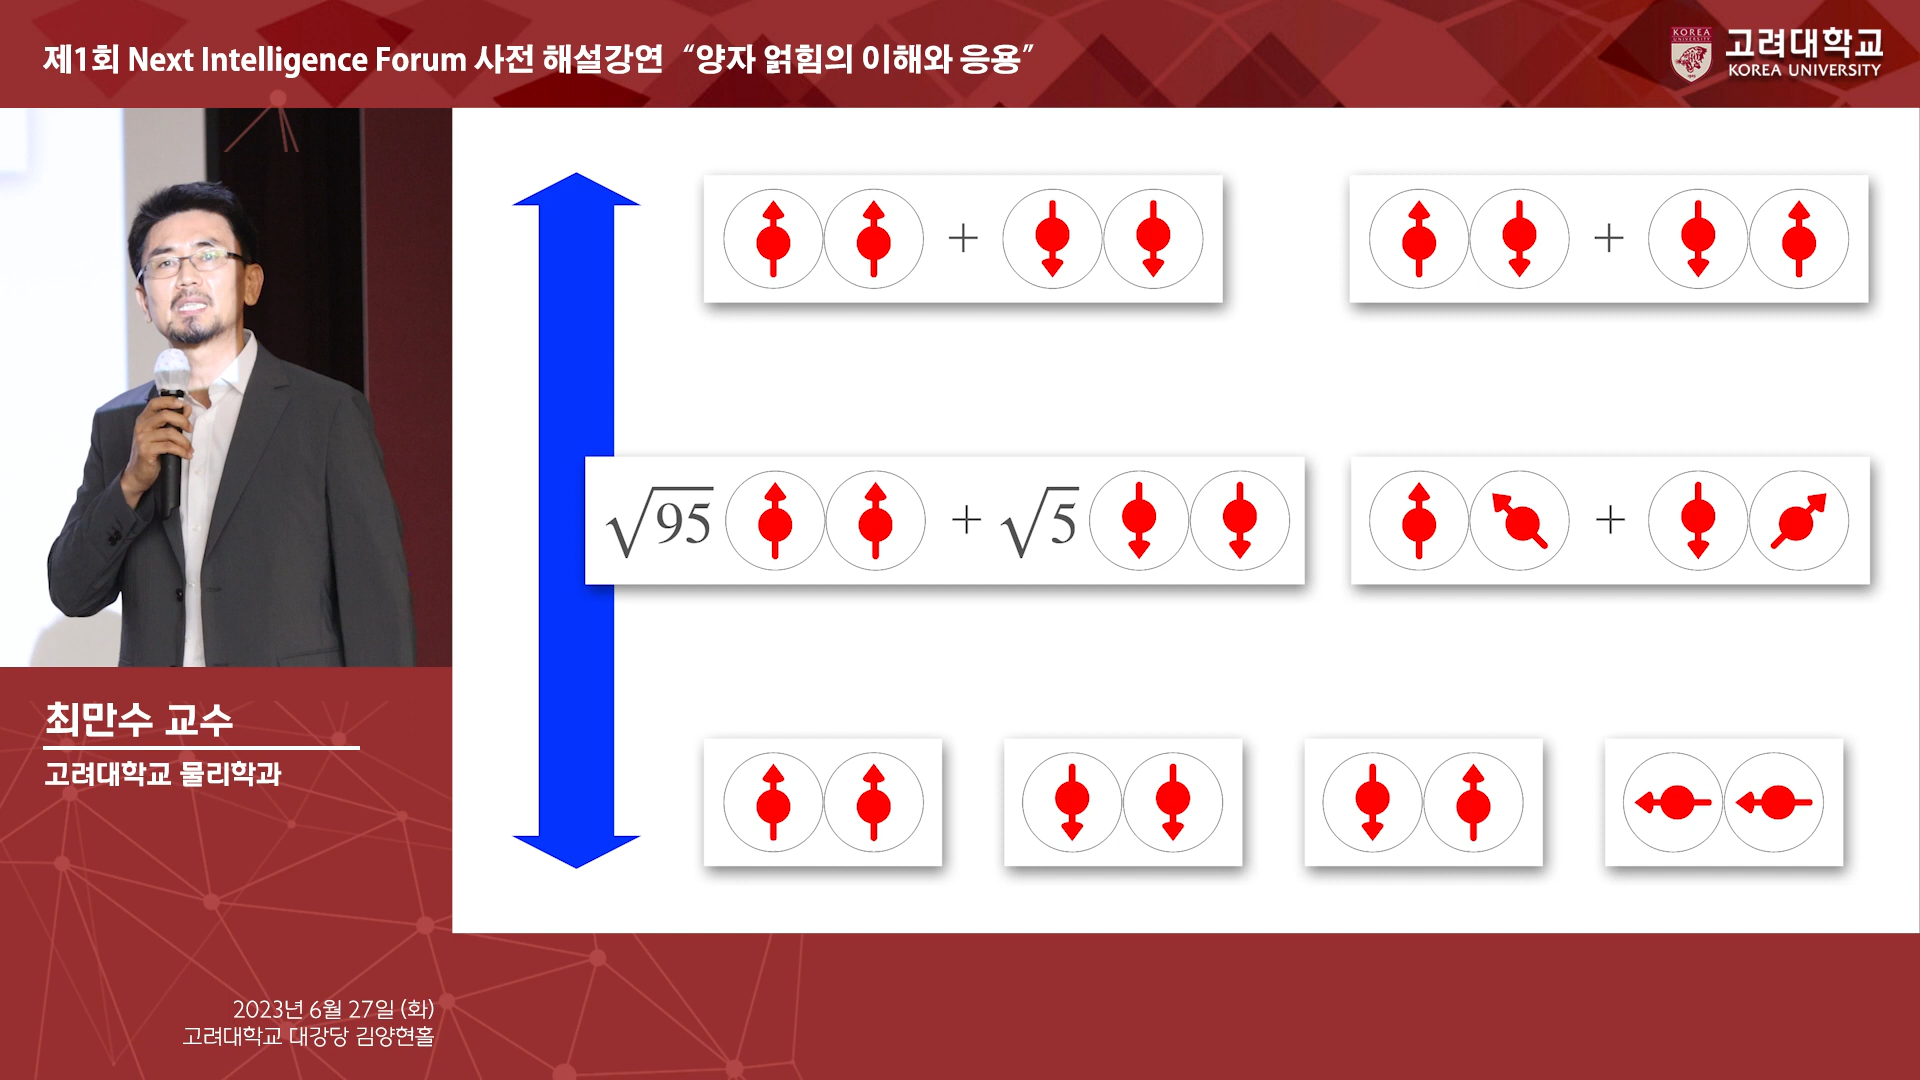 제1회 Next Intelligence Forum 사전 해설강연 “양자 얽힘의 이해와 응용”
KOREA
UNIVERSITY
고려대학교
KOREA UNIVERSITY
+
+
√95 + √5
+
최만수 교수
고려대학교 물리학과
2023년 6월 27일 (화)
고려대학교 대강당 김양현홀